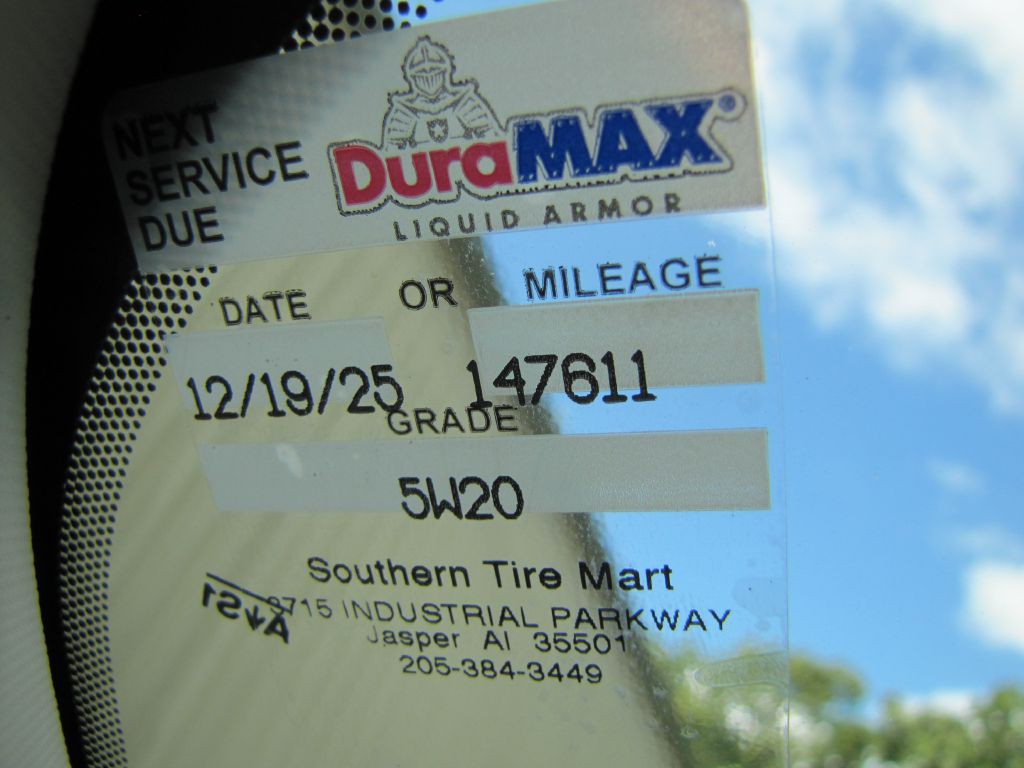 NEXT
SERVICE
DUE
DuraMAX®
LIQUID ARMOR
DATE OR MILEAGE
12/19/25 147611
GRADE
5W20
Southern Tire Mart
3715 INDUSTRIAL PARKWAY
Jasper Al 35501
205-384-3449